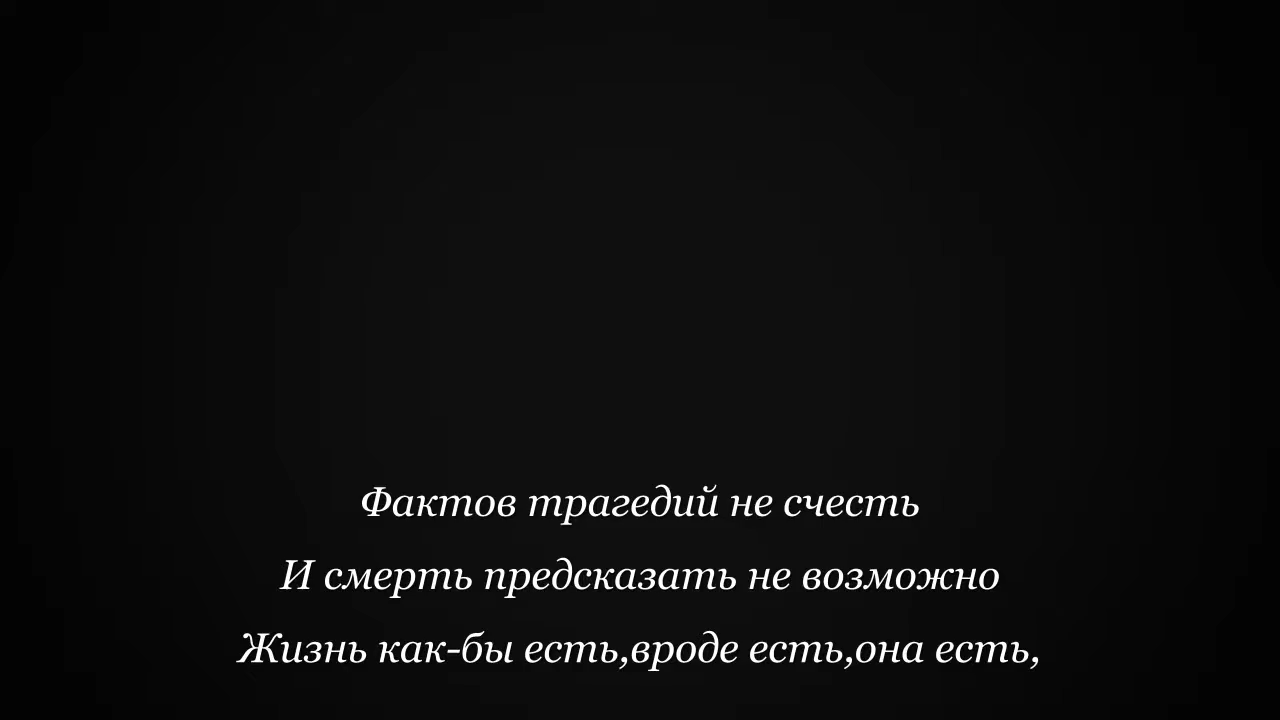 Фактов трагедий не счесть
И смерть предсказать не возможно
Жизнь как-бы есть,вроде есть,она есть,